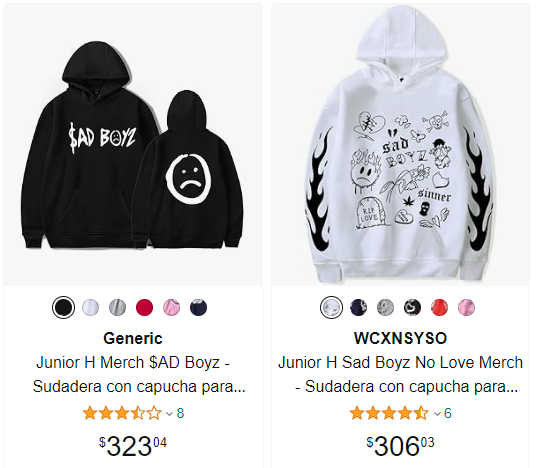 $AD BOYZ
sad
BOYZ
sinner
RIP
LOVE
Generic
Junior H Merch $AD Boyz -
Sudadera con capucha para...
8
$323.04
WCXNSYSO
Junior H Sad Boyz No Love Merch
- Sudadera con capucha para...
6
$306.03